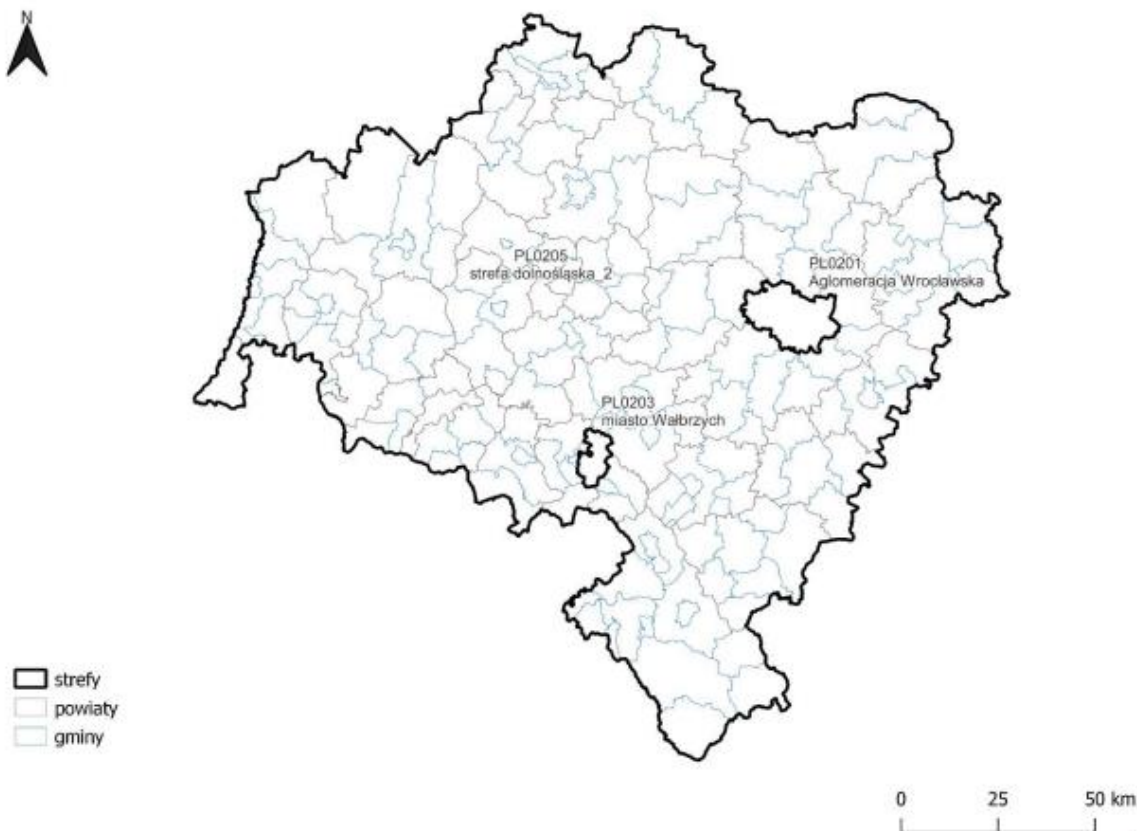 N
PL0205
strefa dolnośląska_2
PL0201
Aglomeracja Wrocławska
PL0203
miasto Wałbrzych
strefy
powiaty
gminy
0 25 50 km